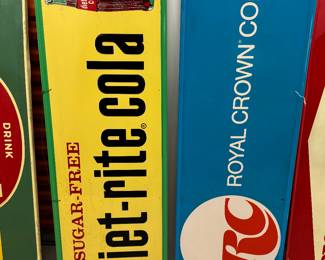 DRINK
SUGAR-FREE
iet-rite® cola
ROYAL CROWN® CO
RC